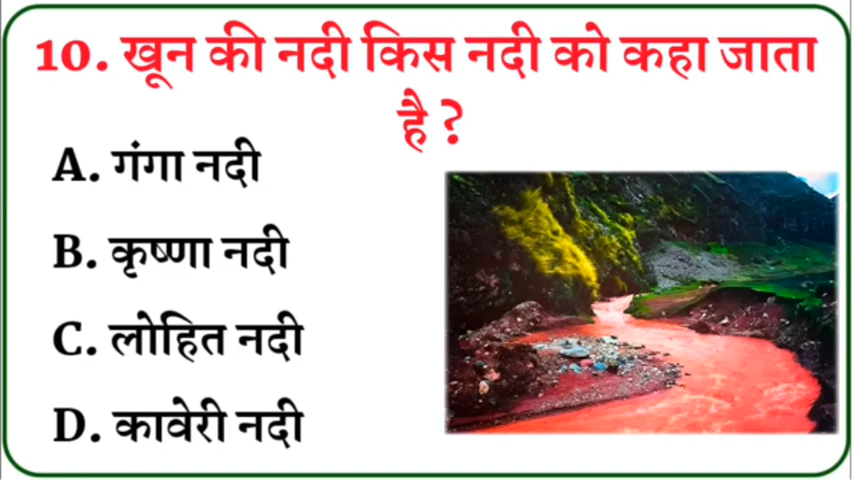 10. खून की नदी किस नदी को कहा जाता
है ?
A. गंगा नदी
B. कृष्णा नदी
C. लोहित नदी
D. कावेरी नदी